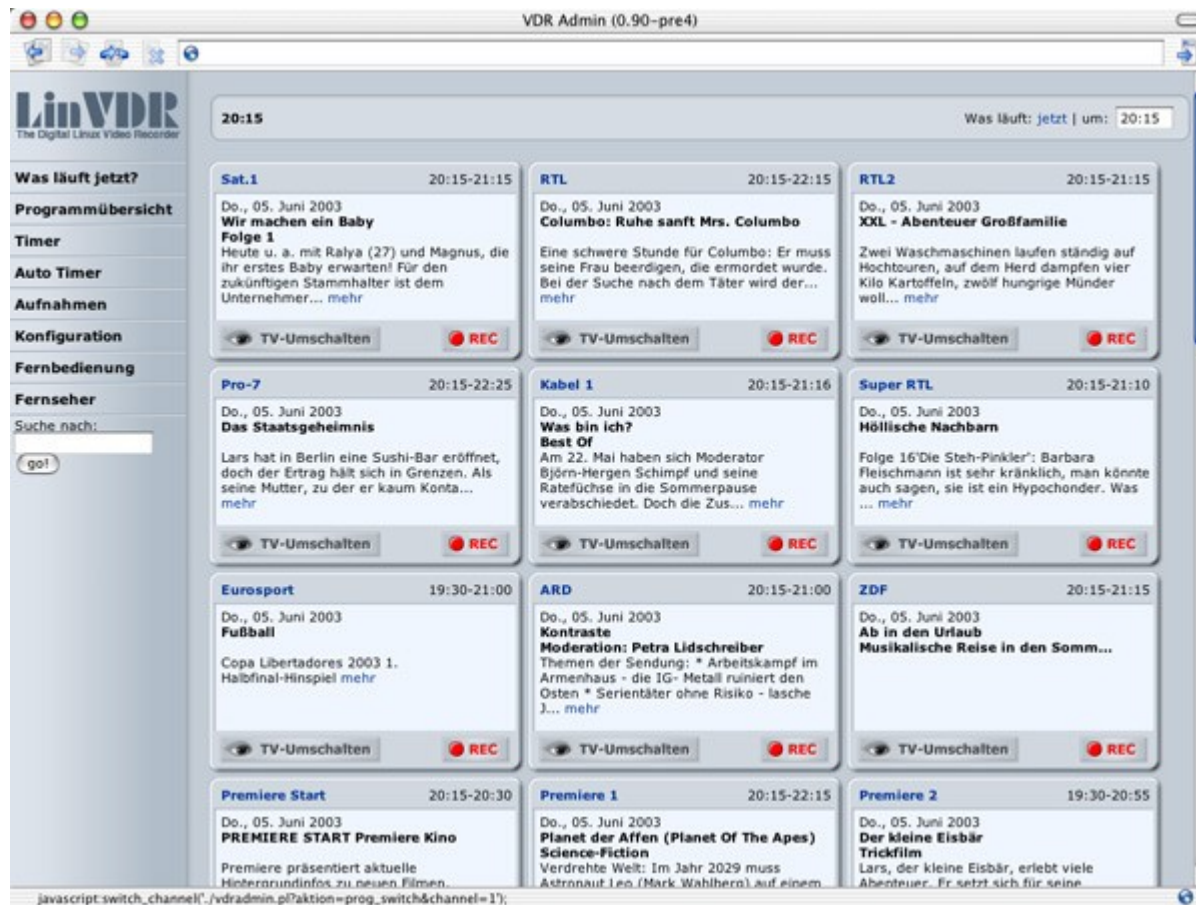 VDR Admin (0.90-pre4)
LinVDR
The Digital Linux Video Recorder
Was läuft jetzt?
Programmübersicht
Timer
Auto Timer
Aufnahmen
Konfiguration
Fernbedienung
Fernseher
Suche nach:
go!
20:15
Was läuft: jetzt | um: 20:15
Sat.1 20:15-21:15
Do., 05. Juni 2003
Wir machen ein Baby
Folge 1
Heute u. a. mit Ralya (27) und Magnus, die
ihr erstes Baby erwarten! Für den
zukünftigen Stammhalter ist dem
Unternehmer... mehr
TV-Umschalten REC
RTL 20:15-22:15
Do., 05. Juni 2003
Columbo: Ruhe sanft Mrs. Columbo
Eine schwere Stunde für Columbo: Er muss
seine Frau beerdigen, die ermordet wurde.
Bei der Suche nach dem Täter wird der...
mehr
TV-Umschalten REC
RTL2 20:15-21:15
Do., 05. Juni 2003
XXL - Abenteuer Großfamilie
Zwei Waschmaschinen laufen ständig auf
Hochtouren, auf dem Herd dampfen vier
Kilo Kartoffeln, zwölf hungrige Münder
woll... mehr
TV-Umschalten REC
Pro-7 20:15-22:25
Do., 05. Juni 2003
Das Staatsgeheimnis
Lars hat in Berlin eine Sushi-Bar eröffnet,
doch der Ertrag hält sich in Grenzen. Als
seine Mutter, zu der er kaum Konta...
mehr
TV-Umschalten REC
Kabel 1 20:15-21:16
Do., 05. Juni 2003
Was bin ich?
Best Of
Am 22. Mai haben sich Moderator
Björn-Hergen Schimpf und seine
Ratefüchse in die Sommerpause
verabschiedet. Doch die Zus... mehr
TV-Umschalten REC
Super RTL 20:15-21:10
Do., 05. Juni 2003
Höllische Nachbarn
Folge 16'Die Steh-Pinkler': Barbara
Fleischmann ist sehr kränklich, man könnte
auch sagen, sie ist ein Hypochonder. Was
... mehr
TV-Umschalten REC
Eurosport 19:30-21:00
Do., 05. Juni 2003
Fußball
Copa Libertadores 2003 1.
Halbfinal-Hinspiel mehr
TV-Umschalten REC
ARD 20:15-21:00
Do., 05. Juni 2003
Kontraste
Moderation: Petra Lidschreiber
Themen der Sendung: * Arbeitskampf im
Armenhaus - die IG- Metall ruiniert den
Osten * Serientäter ohne Risiko - lasche
J... mehr
TV-Umschalten REC
ZDF 20:15-21:15
Do., 05. Juni 2003
Ab in den Urlaub
Musikalische Reise in den Somm...
TV-Umschalten REC
Premiere Start 20:15-20:30
Do., 05. Juni 2003
PREMIERE START Premiere Kino
Premiere präsentiert aktuelle
Hintergrundinfos zu neuen Filmen.
Premiere 1 20:15-22:15
Do., 05. Juni 2003
Planet der Affen (Planet Of The Apes)
Science-Fiction
Verdrehte Welt: Im Jahr 2029 muss
Astronaut Leo (Mark Wahlberg) auf einem
Premiere 2 19:30-20:55
Do., 05. Juni 2003
Der kleine Eisbär
Trickfilm
Lars, der kleine Eisbär, erlebt viele
Abenteuer. Er setzt sich für seine
javascript:switch_channel('./vdradmin.pl?aktion=prog_switch&channel=1');